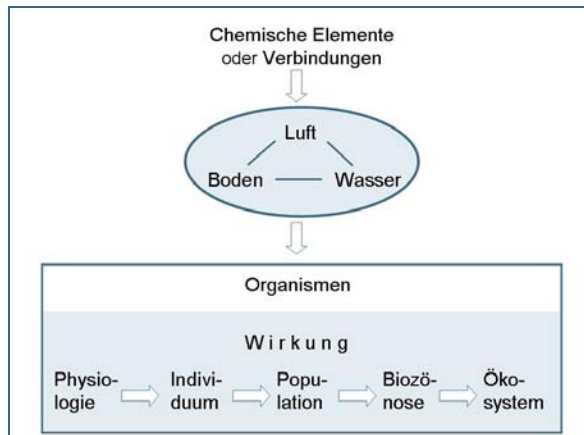 Chemische Elemente
oder Verbindungen
Luft
Boden Wasser
Organismen
Wirkung
Physio- Indivi- Popu- Biozö- Öko-
logie duum lation nose system